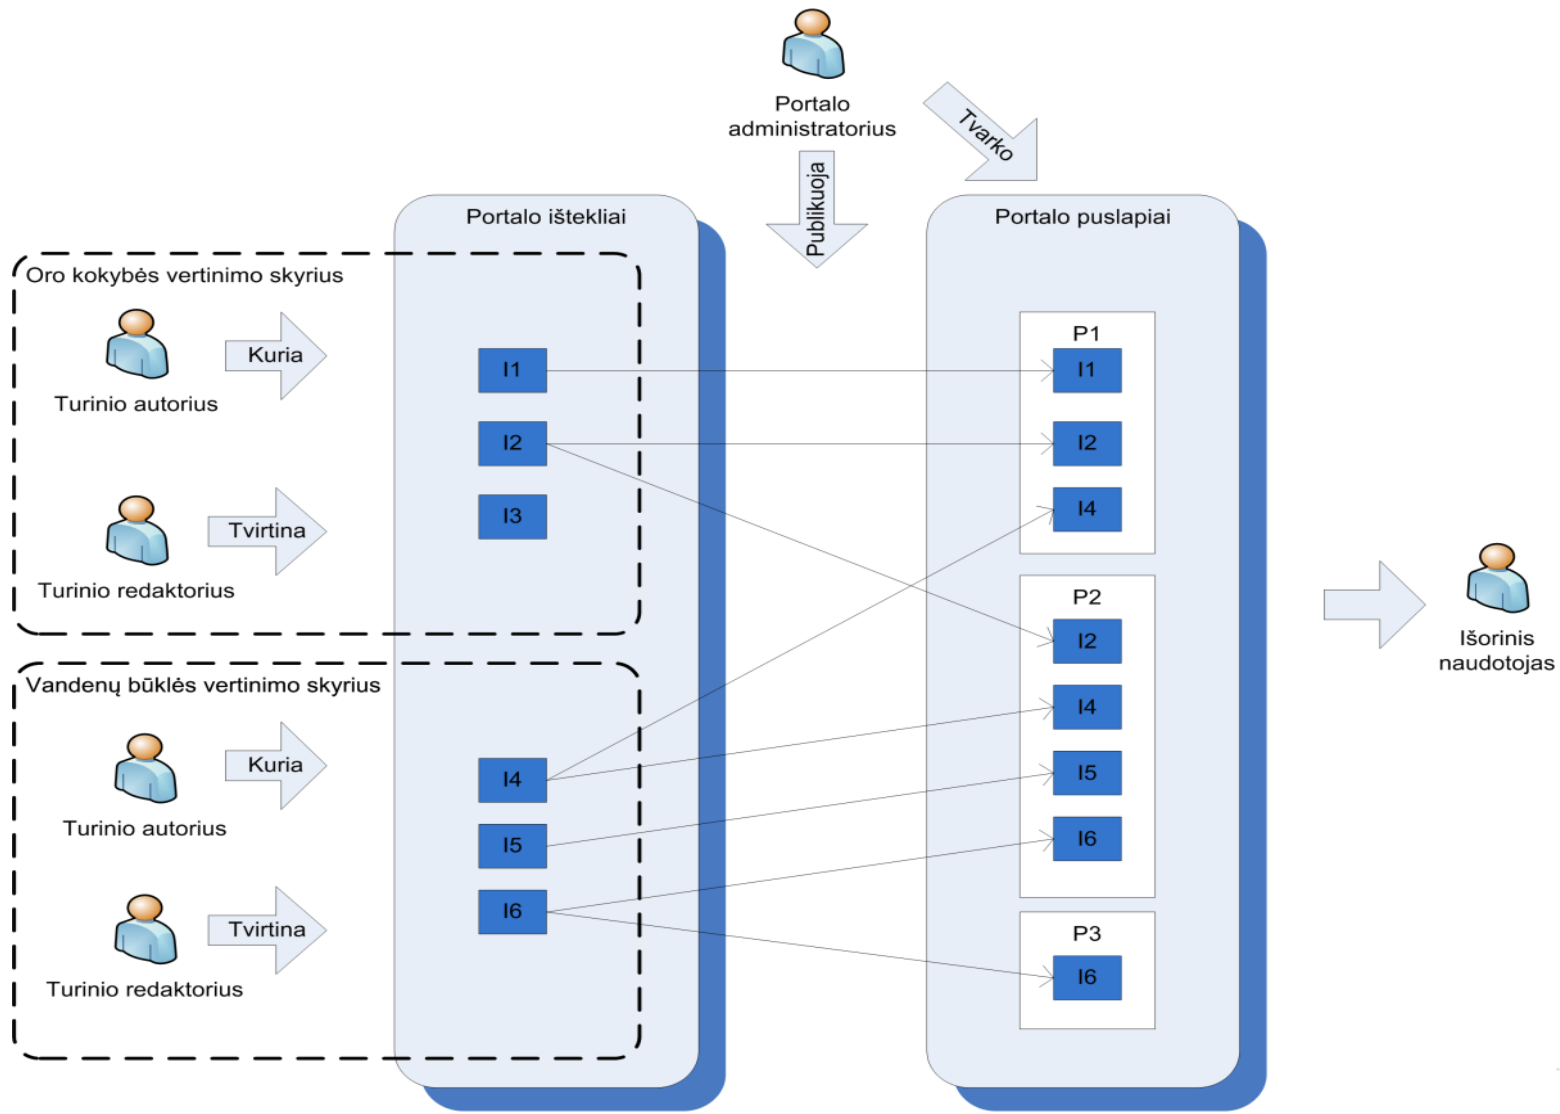 Portalo
administratorius
Tvarko
Publikuoja
Portalo ištekliai
Portalo puslapiai
Oro kokybės vertinimo skyrius
Kuria
Turinio autorius
Tvirtina
Turinio redaktorius
I1
I2
I3
Vandenų būklės vertinimo skyrius
Kuria
Turinio autorius
Tvirtina
Turinio redaktorius
I4
I5
I6
P1
I1
I2
I4
P2
I2
I4
I5
I6
P3
I6
Išorinis
naudotojas